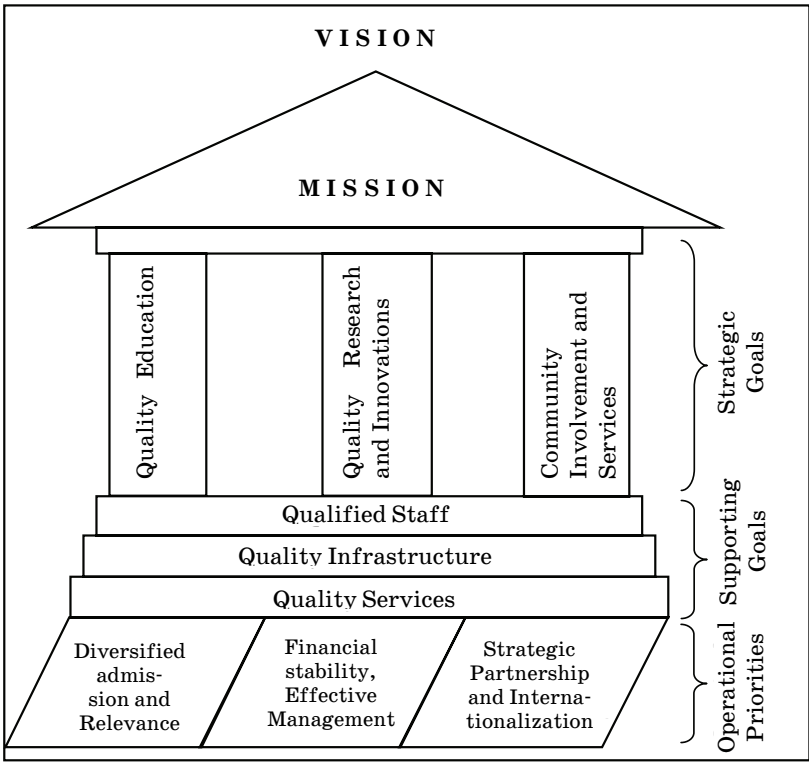 VISION
MISSION
Quality Education
Quality Research
and Innovations
Community
Involvement and
Services
Strategic
Goals
Qualified Staff
Quality Infrastructure
Quality Services
Supporting
Goals
Diversified
admis-
sion and
Relevance
Financial
stability,
Effective
Management
Strategic
Partnership
and Interna-
tionalization
Operational
Priorities